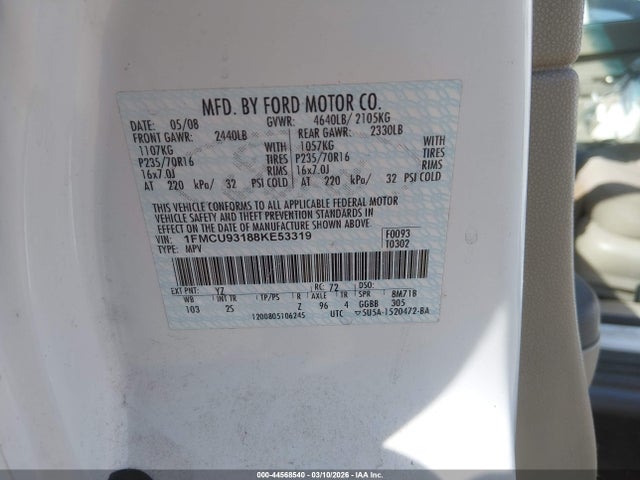 MFD. BY FORD MOTOR CO.
DATE: 05/08 GVWR: 4640LB/ 2105KG
FRONT GAWR: 2440LB REAR GAWR: 2330LB
1107KG WITH 1057KG WITH
P235/70R16 TIRES P235/70R16 TIRES
16x7.0J RIMS 16x7.0J RIMS
AT 220 kPa/ 32 PSI COLD AT 220 kPa/ 32 PSI COLD
THIS VEHICLE CONFORMS TO ALL APPLICABLE FEDERAL MOTOR
VEHICLE SAFETY AND THEFT PREVENTION STANDARDS IN
EFFECT ON THE DATE OF MANUFACTURE SHOWN ABOVE.
VIN: 1FMCU93188KE53319 F0093
TYPE: MPV T0302
EXT PNT: YZ RC: 72 DSO:
WB INT TR TP/PS R AXLE TR SPR 8M71B
103 2S Z 96 4 GGBB 305
1200805106245 UTC ▽5U5A-1520472-BA
000-44568540 - 03/10/2026 - IAA Inc.